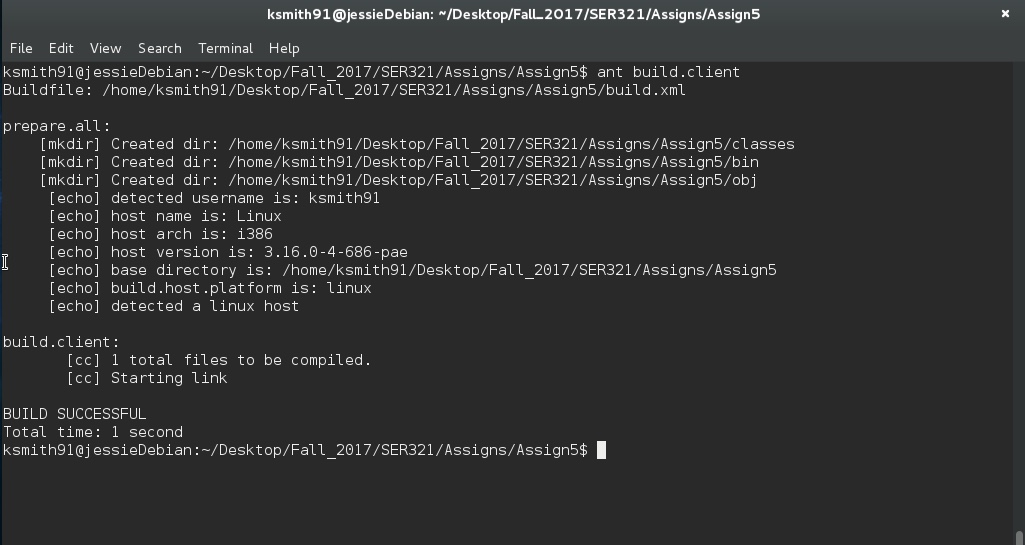 ksmith91@jessieDebian: ~/Desktop/Fall_2017/SER321/Assigns/Assign5
File Edit View Search Terminal Help
ksmith91@jessieDebian:~/Desktop/Fall_2017/SER321/Assigns/Assign5$ ant build.client
Buildfile: /home/ksmith91/Desktop/Fall_2017/SER321/Assigns/Assign5/build.xml
prepare.all:
[mkdir] Created dir: /home/ksmith91/Desktop/Fall_2017/SER321/Assigns/Assign5/classes
[mkdir] Created dir: /home/ksmith91/Desktop/Fall_2017/SER321/Assigns/Assign5/bin
[mkdir] Created dir: /home/ksmith91/Desktop/Fall_2017/SER321/Assigns/Assign5/obj
[echo] detected username is: ksmith91
[echo] host name is: Linux
[echo] host arch is: i386
[echo] host version is: 3.16.0-4-686-pae
[echo] base directory is: /home/ksmith91/Desktop/Fall_2017/SER321/Assigns/Assign5
[echo] build.host.platform is: linux
[echo] detected a linux host
build.client:
[cc] 1 total files to be compiled.
[cc] Starting link
BUILD SUCCESSFUL
Total time: 1 second
ksmith91@jessieDebian:~/Desktop/Fall_2017/SER321/Assigns/Assign5$